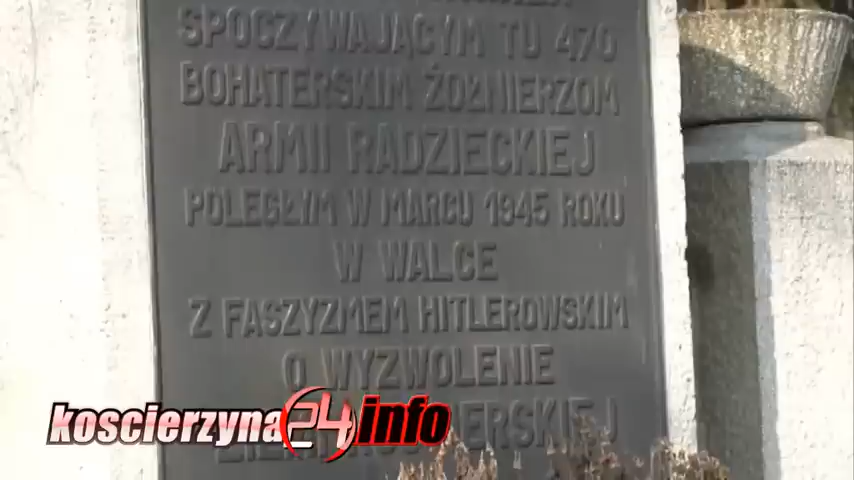 SPOCZYWAJĄCYM TU 470
BOHATERSKIM ŻOŁNIERZOM
ARMII RADZIECKIEJ
POLEGŁYM W MARCU 1945 ROKU
W WALCE
Z FASZYZMEM HITLEROWSKIM
O WYZWOLENIE
koscierzyna24info